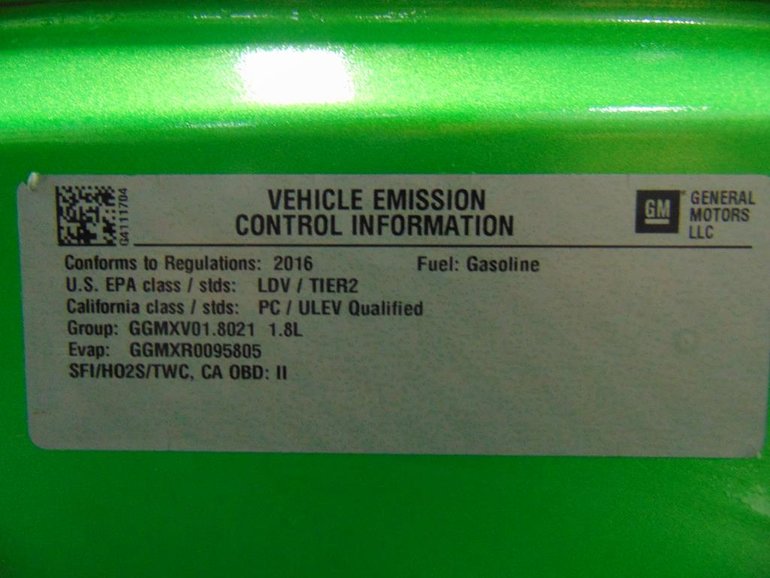 VEHICLE EMISSION
CONTROL INFORMATION
GM
GENERAL
MOTORS
LLC
G4111704
Conforms to Regulations: 2016 Fuel: Gasoline
U.S. EPA class / stds: LDV / TIER2
California class / stds: PC / ULEV Qualified
Group: GGMXV01.8021 1.8L
Evap: GGMXR0095805
SFI/HO2S/TWC, CA OBD: II